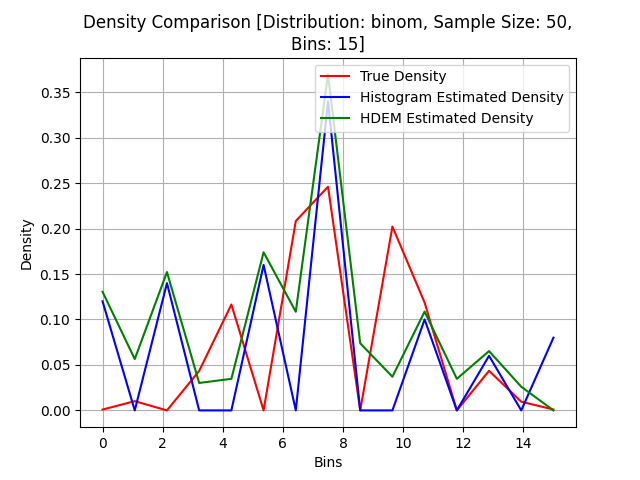 Density Comparison [Distribution: binom, Sample Size: 50,
Bins: 15]
True Density
Histogram Estimated Density
HDEM Estimated Density
Density
0.35
0.30
0.25
0.20
0.15
0.10
0.05
0.00
0 2 4 6 8 10 12 14
Bins